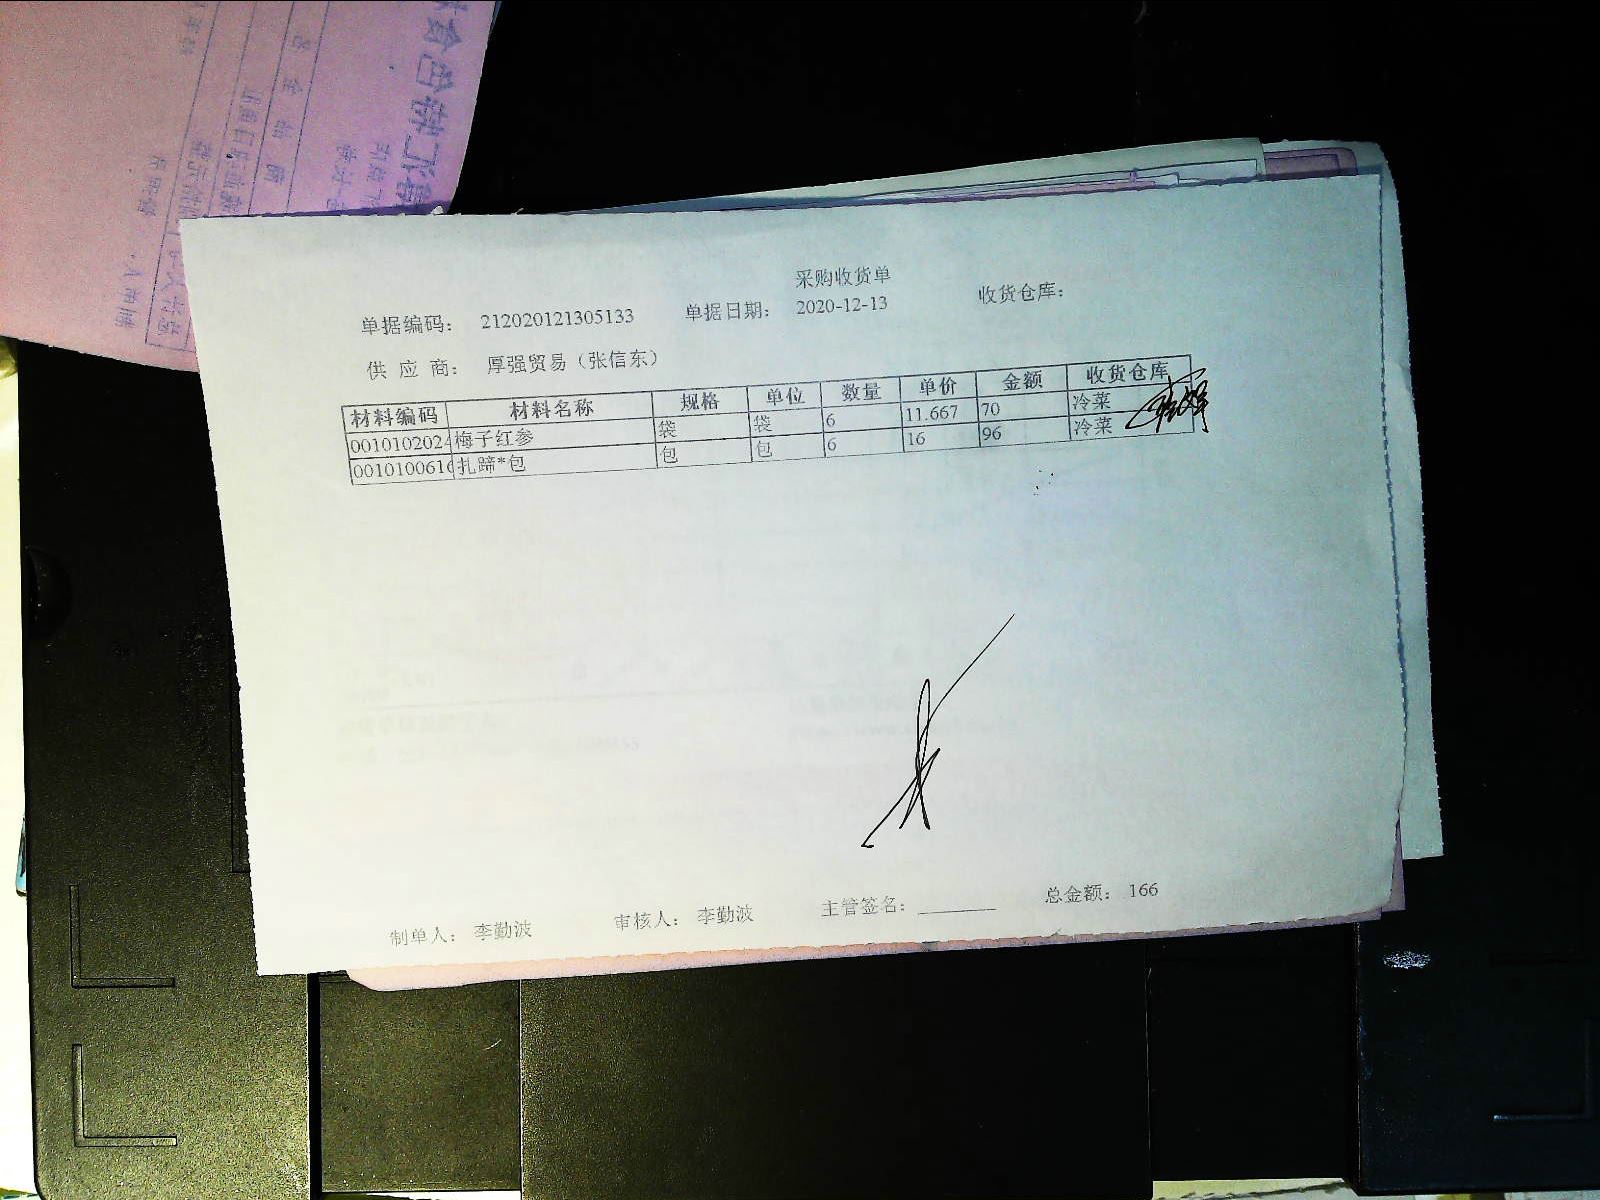 采购收货单
单据编码： 212020121305133 单据日期： 2020-12-13 收货仓库：
供 应 商： 厚强贸易（张信东）
材料编码 材料名称 规格 单位 数量 单价 金额 收货仓库
0010102024 梅子红参 袋 袋 6 11.667 70 冷菜
0010100616 扎蹄*包 包 包 6 16 96 冷菜
制单人： 李勤波 审核人： 李勤波 主管签名： ________ 总金额： 166